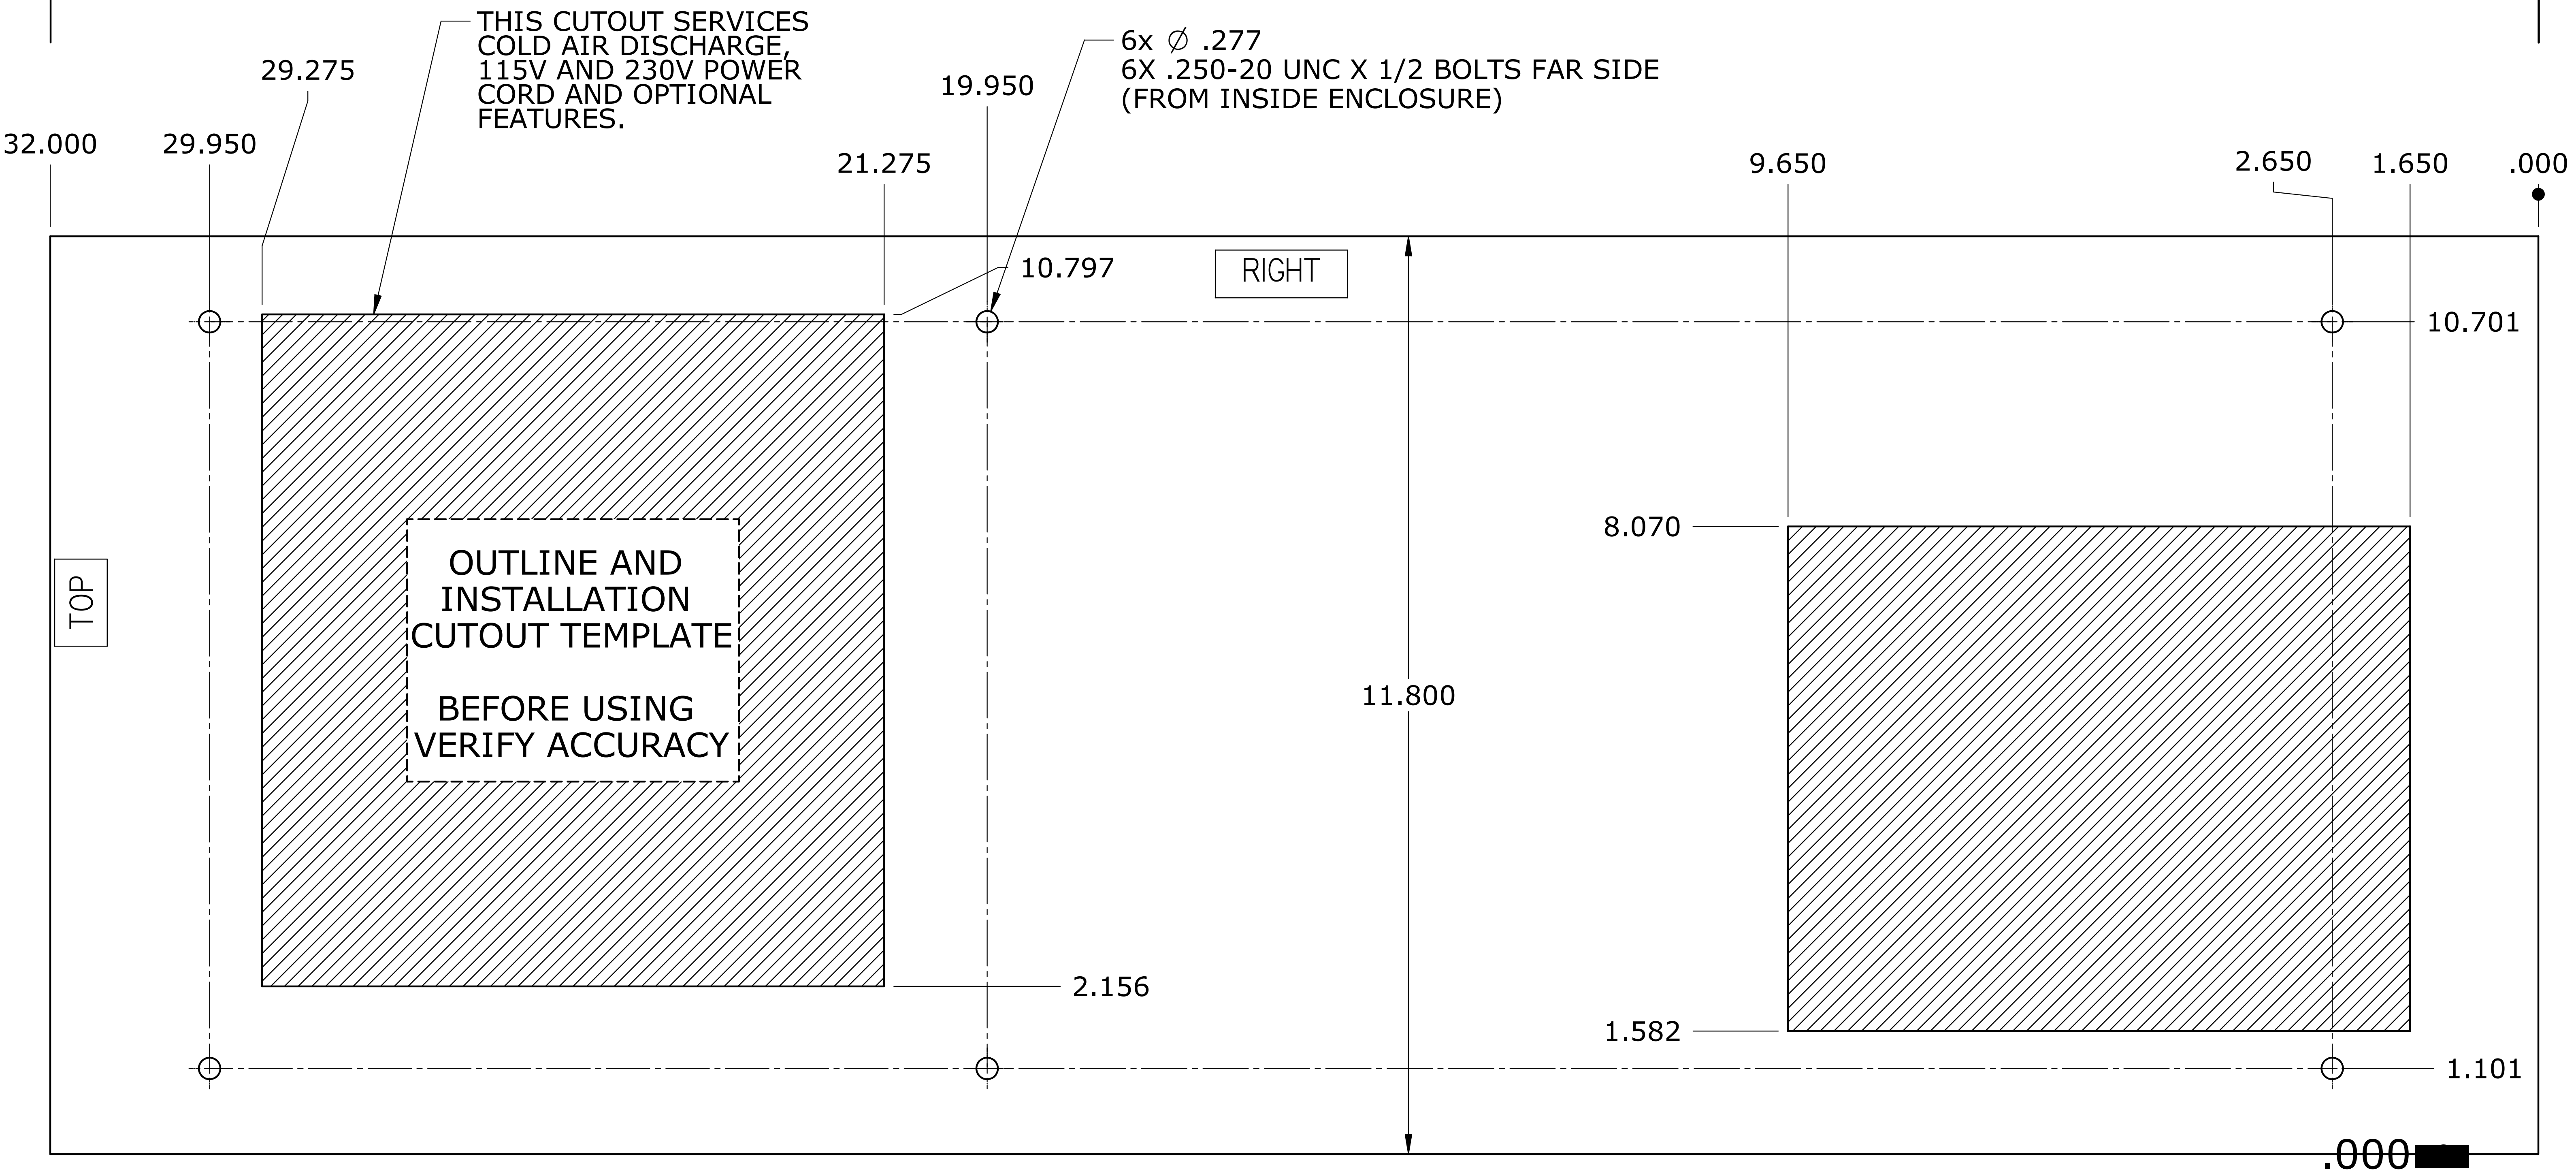 THIS CUTOUT SERVICES
COLD AIR DISCHARGE,
115V AND 230V POWER
CORD AND OPTIONAL
FEATURES.
6x Ø .277
6X .250-20 UNC X 1/2 BOLTS FAR SIDE
(FROM INSIDE ENCLOSURE)
29.275
19.950
32.000
29.950
21.275
9.650
2.650
1.650
.000
10.797
RIGHT
10.701
8.070
TOP
OUTLINE AND
INSTALLATION
CUTOUT TEMPLATE
BEFORE USING
VERIFY ACCURACY
11.800
2.156
1.582
1.101
.000